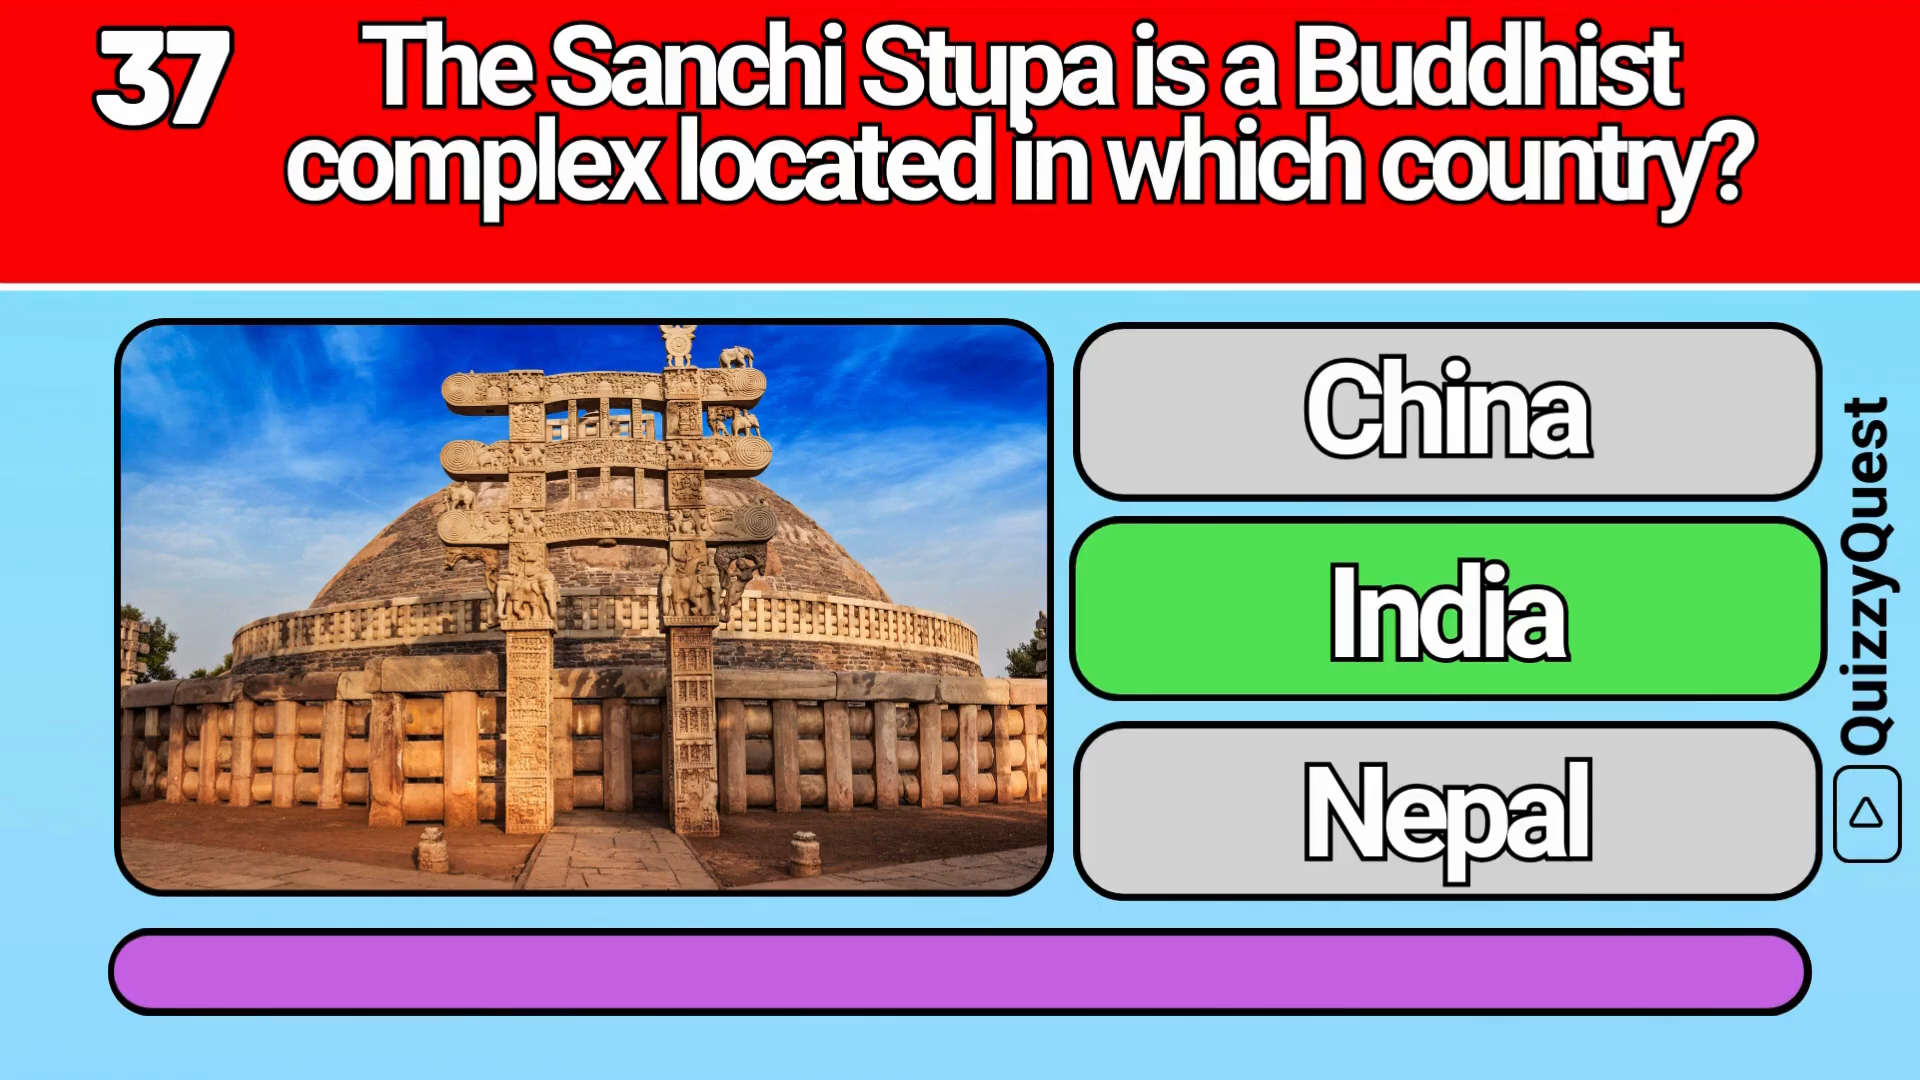 37
The Sanchi Stupa is a Buddhist
complex located in which country?
China
India
Nepal
QuizzyQuest